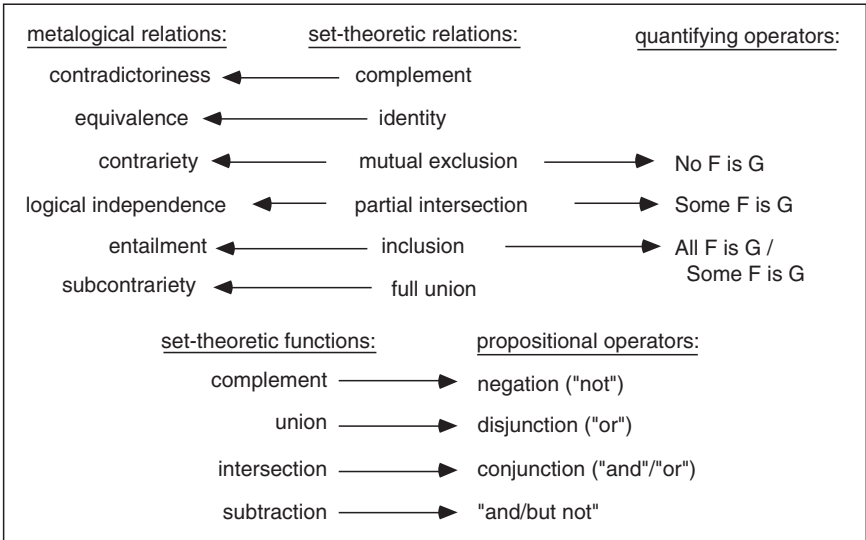 metalogical relations: set-theoretic relations: quantifying operators:
contradictoriness complement
equivalence identity
contrariety mutual exclusion No F is G
logical independence partial intersection Some F is G
entailment inclusion All F is G /
Some F is G
subcontrariety full union
set-theoretic functions: propositional operators:
complement negation ("not")
union disjunction ("or")
intersection conjunction ("and"/"or")
subtraction "and/but not"